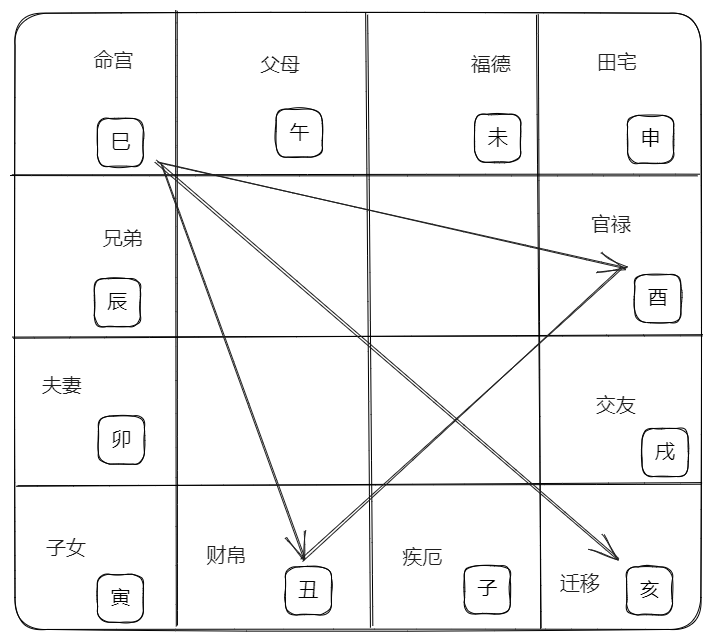 命宫
巳
父母
午
福德
未
田宅
申
兄弟
辰
官禄
酉
夫妻
卯
交友
戌
子女
寅
财帛
丑
疾厄
子
迁移
亥